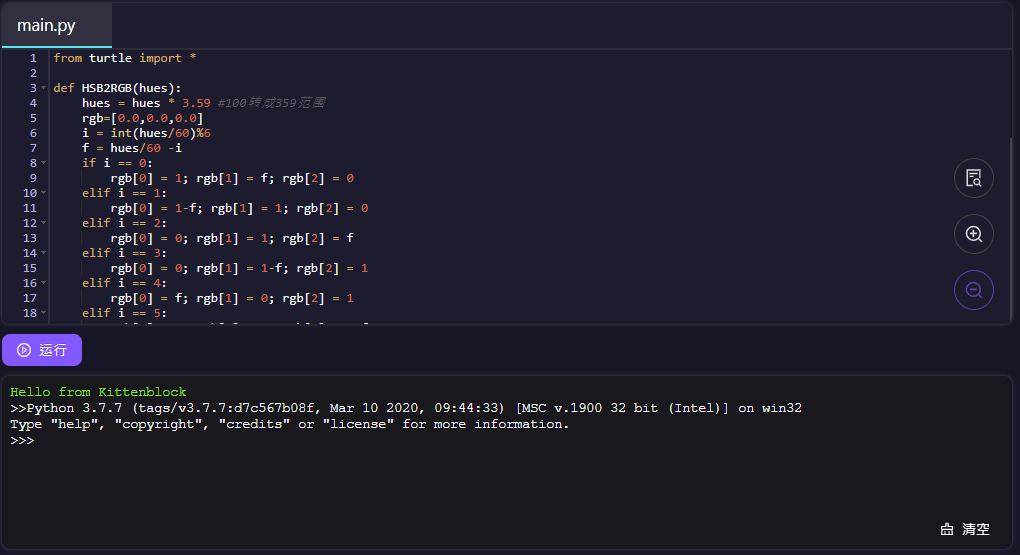 main.py
1 from turtle import *
2
3 def HSB2RGB(hues):
4 hues = hues * 3.59 #100转成359范围
5 rgb=[0.0,0.0,0.0]
6 i = int(hues/60)%6
7 f = hues/60 -i
8 if i == 0:
9 rgb[0] = 1; rgb[1] = f; rgb[2] = 0
10 elif i == 1:
11 rgb[0] = 1-f; rgb[1] = 1; rgb[2] = 0
12 elif i == 2:
13 rgb[0] = 0; rgb[1] = 1; rgb[2] = f
14 elif i == 3:
15 rgb[0] = 0; rgb[1] = 1-f; rgb[2] = 1
16 elif i == 4:
17 rgb[0] = f; rgb[1] = 0; rgb[2] = 1
18 elif i == 5:
运行
Hello from Kittenblock
>>Python 3.7.7 (tags/v3.7.7:d7c567b08f, Mar 10 2020, 09:44:33) [MSC v.1900 32 bit (Intel)] on win32
Type "help", "copyright", "credits" or "license" for more information.
>>>
清空